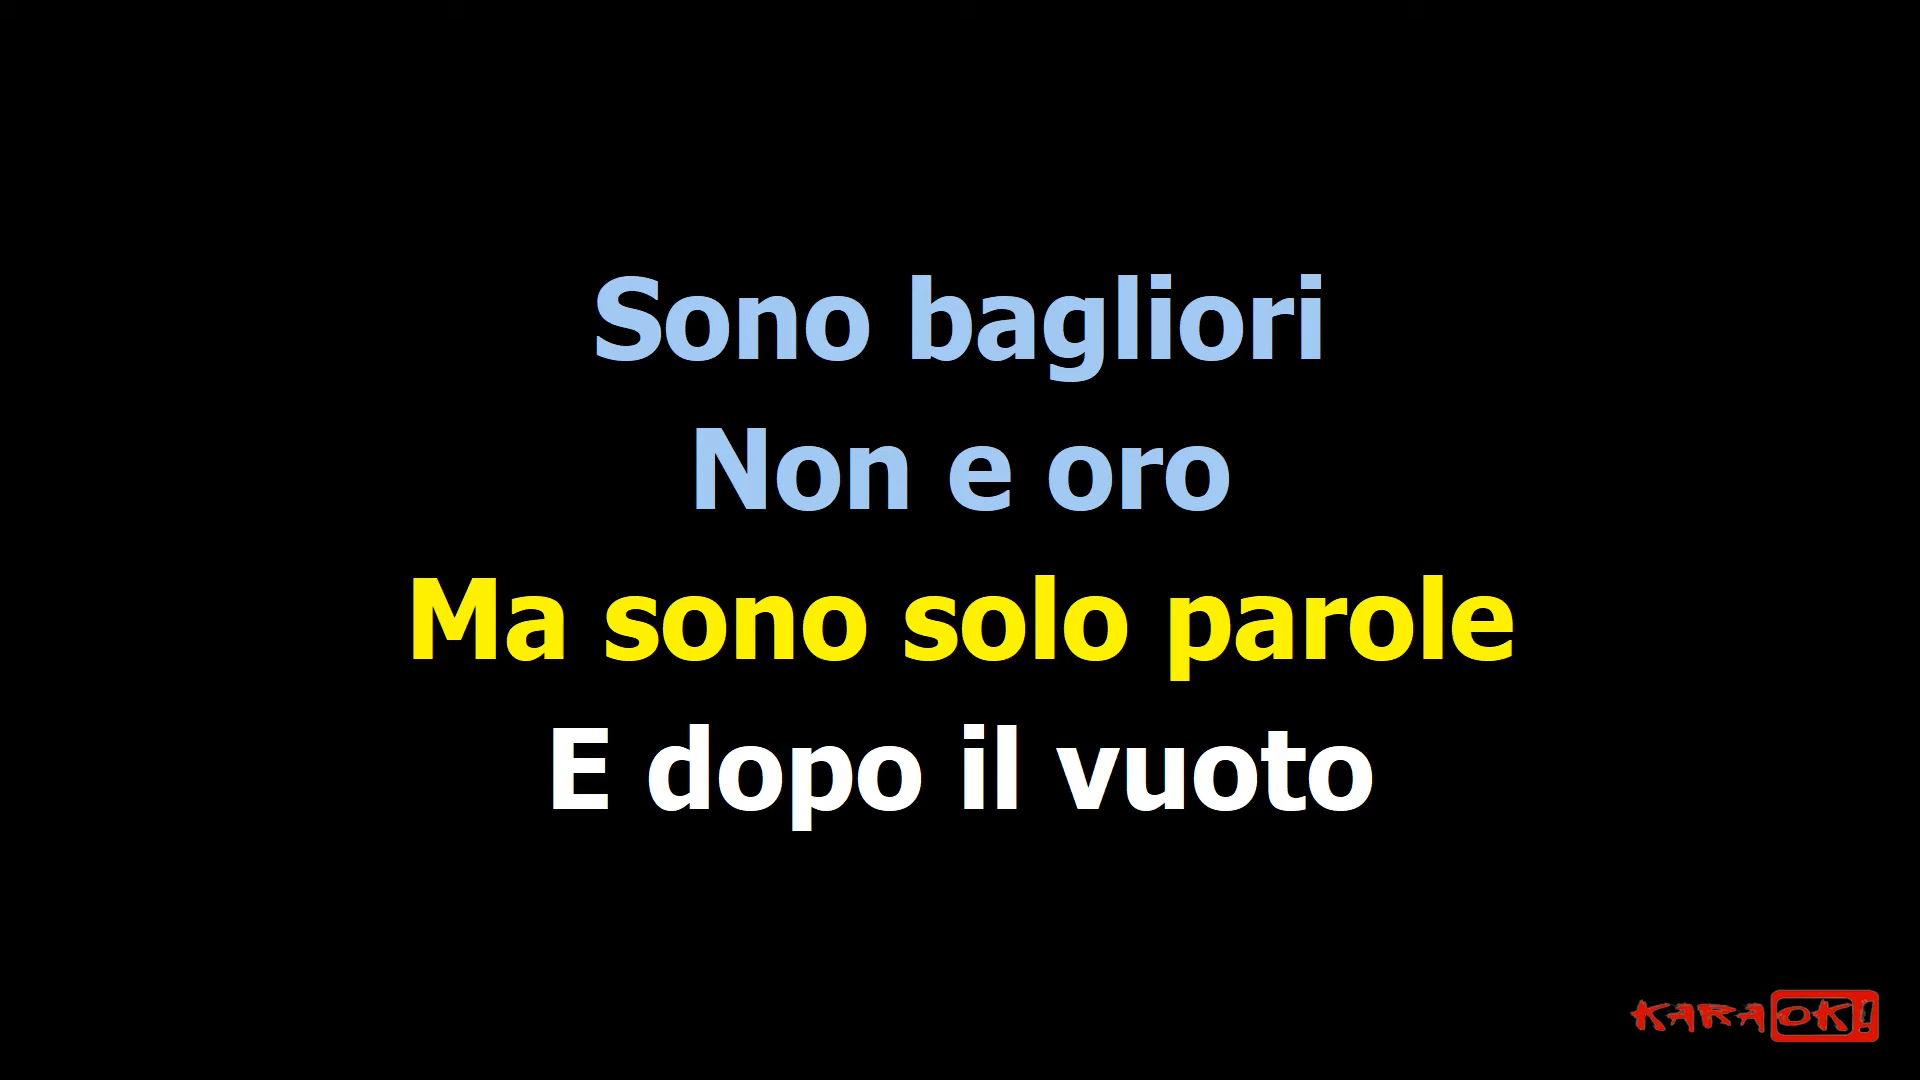 Sono bagliori
Non e oro
Ma sono solo parole
E dopo il vuoto
KARAOK!